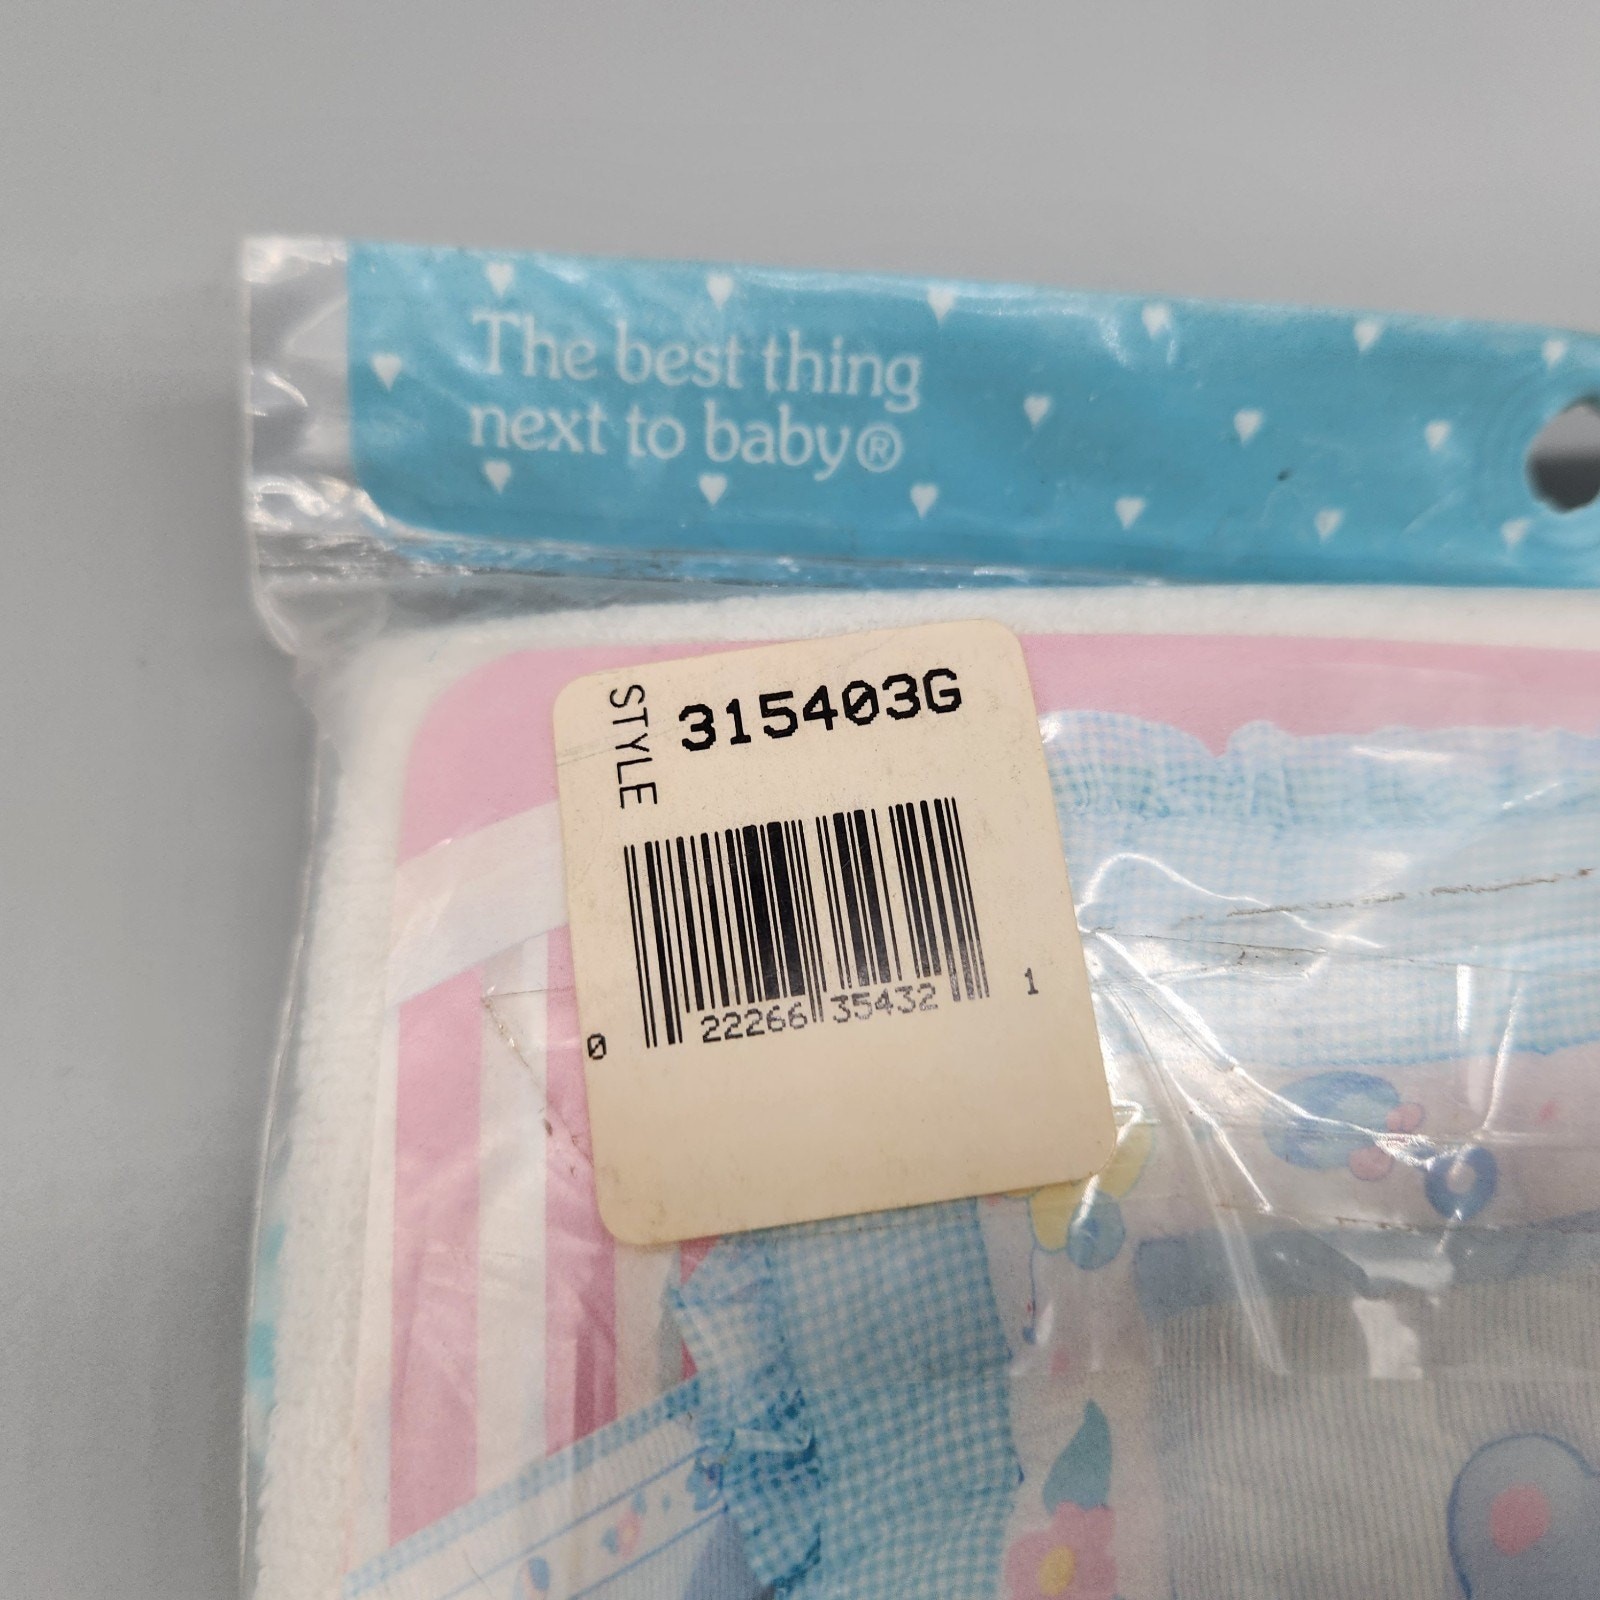 The best thing
next to baby®
STYLE 315403G
0 22266 35432 1